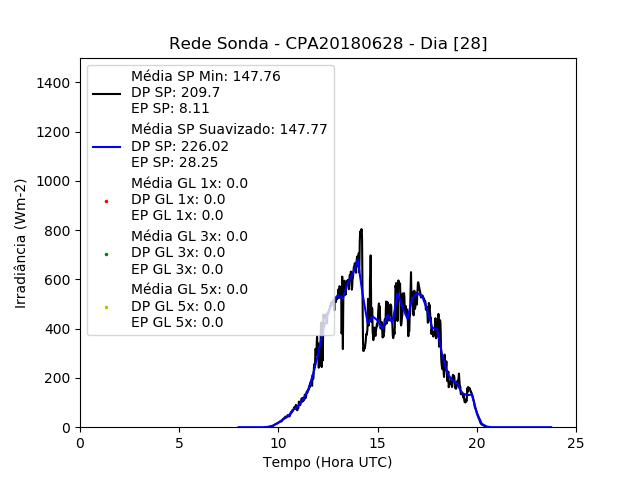 Rede Sonda - CPA20180628 - Dia [28]
Irradiância (Wm-2)
1400
1200
1000
800
600
400
200
0
Média SP Min: 147.76
DP SP: 209.7
EP SP: 8.11
Média SP Suavizado: 147.77
DP SP: 226.02
EP SP: 28.25
Média GL 1x: 0.0
DP GL 1x: 0.0
EP GL 1x: 0.0
Média GL 3x: 0.0
DP GL 3x: 0.0
EP GL 3x: 0.0
Média GL 5x: 0.0
DP GL 5x: 0.0
EP GL 5x: 0.0
0 5 10 15 20 25
Tempo (Hora UTC)